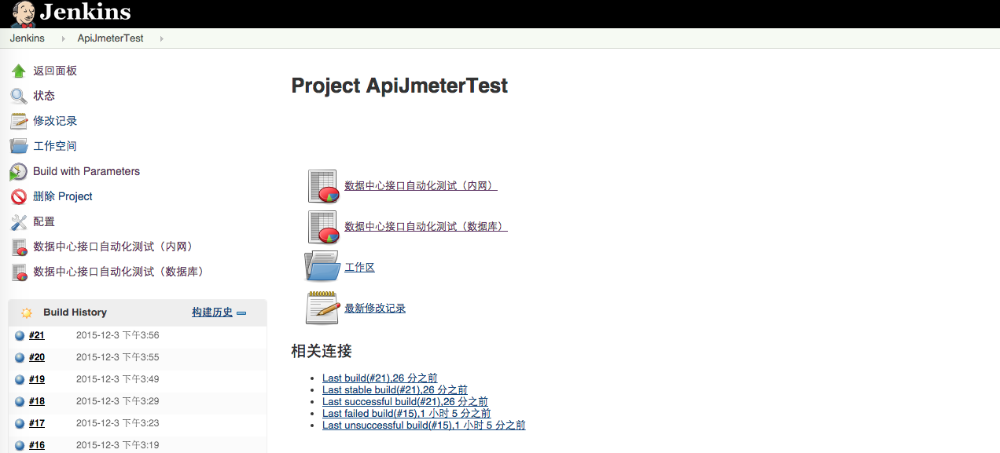 Jenkins
Jenkins ApiJmeterTest
返回面板
状态
修改记录
工作空间
Build with Parameters
删除 Project
配置
数据中心接口自动化测试（内网）
数据中心接口自动化测试（数据库）
Build History 构建历史
#21 2015-12-3 下午3:56
#20 2015-12-3 下午3:55
#19 2015-12-3 下午3:49
#18 2015-12-3 下午3:29
#17 2015-12-3 下午3:23
#16 2015-12-3 下午3:19
Project ApiJmeterTest
数据中心接口自动化测试（内网）
数据中心接口自动化测试（数据库）
工作区
最新修改记录
相关连接
Last build(#21),26 分之前
Last stable build(#21),26 分之前
Last successful build(#21),26 分之前
Last failed build(#15),1 小时 5 分之前
Last unsuccessful build(#15),1 小时 5 分之前